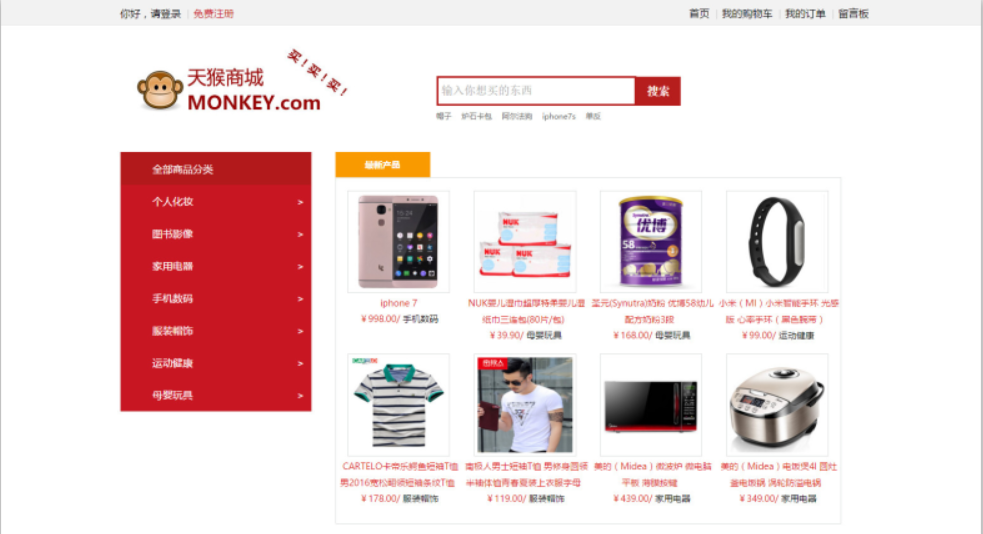 你好，请登录 免费注册
首页 我的购物车 我的订单 留言板
天猴商城
MONKEY.com
买！买！买！
输入你想买的东西 搜索
帽子 炉石卡包 阿尔法狗 iphone7s 单反
全部商品分类
个人化妆 >
图书影像 >
家用电器 >
手机数码 >
服装帽饰 >
运动健康 >
母婴玩具 >
最新产品
iphone 7
￥998.00/ 手机数码
NUK婴儿湿巾超厚特柔婴儿湿
纸巾三连包(80片/包)
￥39.90/ 母婴玩具
优博
58
圣元(Synutra)奶粉 优博58幼儿
配方奶粉3段
￥168.00/ 母婴玩具
小米（MI）小米智能手环 光感
版 心率手环（黑色腕带）
￥99.00/ 运动健康
CARTELO卡帝乐鳄鱼短袖T恤
男2016宽松翻领短袖条纹T恤
￥178.00/ 服装帽饰
南极人
南极人男士短袖T恤 男修身圆领
半袖体恤青春夏装上衣服字母
￥119.00/ 服装帽饰
美的（Midea）微波炉 微电脑
平板 薄膜按键
￥439.00/ 家用电器
美的（Midea）电饭煲4l 圆灶
釜电饭锅 涡轮防溢电锅
￥349.00/ 家用电器